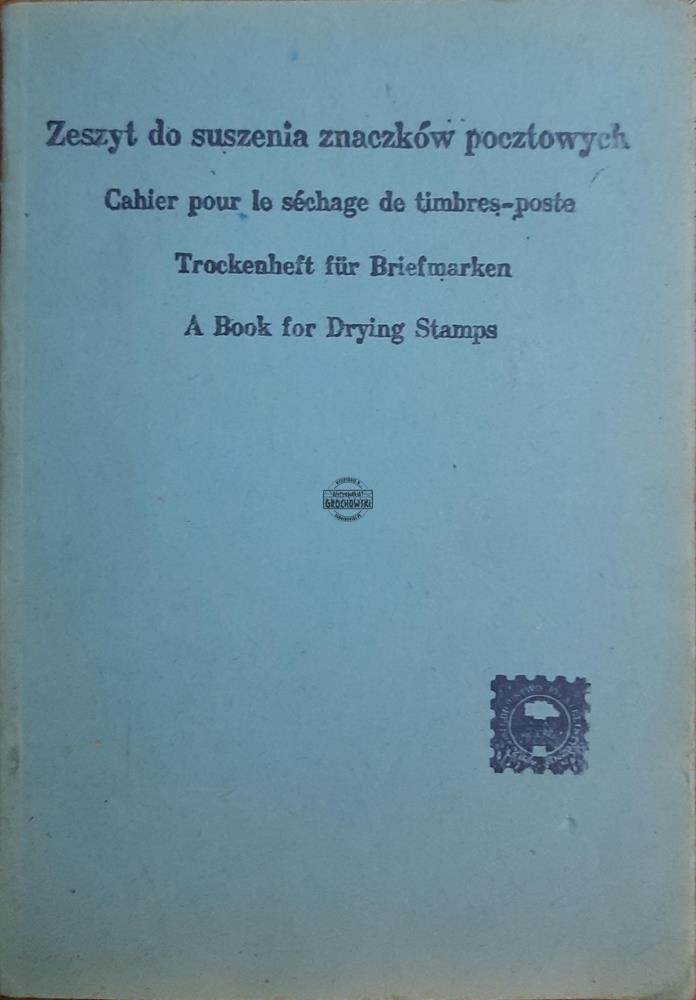 Zeszyt do suszenia znaczków pocztowych
Cahier pour le séchage de timbres-poste
Trockenheft für Briefmarken
A Book for Drying Stamps
GROCHOWSKI